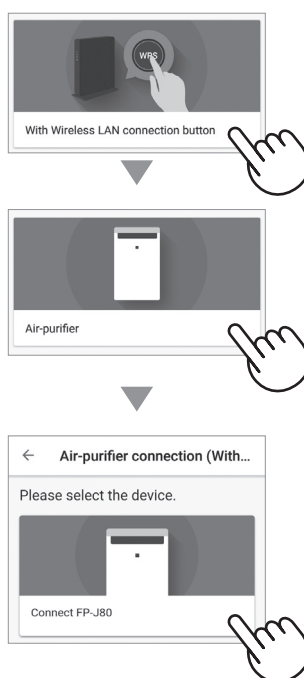 WPS
With Wireless LAN connection button
Air-purifier
← Air-purifier connection (With...
Please select the device.
Connect FP-J80